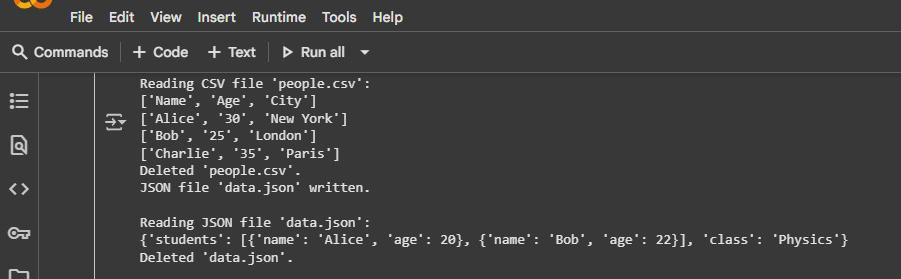 File Edit View Insert Runtime Tools Help
Commands + Code + Text Run all
Reading CSV file 'people.csv':
['Name', 'Age', 'City']
['Alice', '30', 'New York']
['Bob', '25', 'London']
['Charlie', '35', 'Paris']
Deleted 'people.csv'.
JSON file 'data.json' written.
Reading JSON file 'data.json':
{'students': [{'name': 'Alice', 'age': 20}, {'name': 'Bob', 'age': 22}], 'class': 'Physics'}
Deleted 'data.json'.